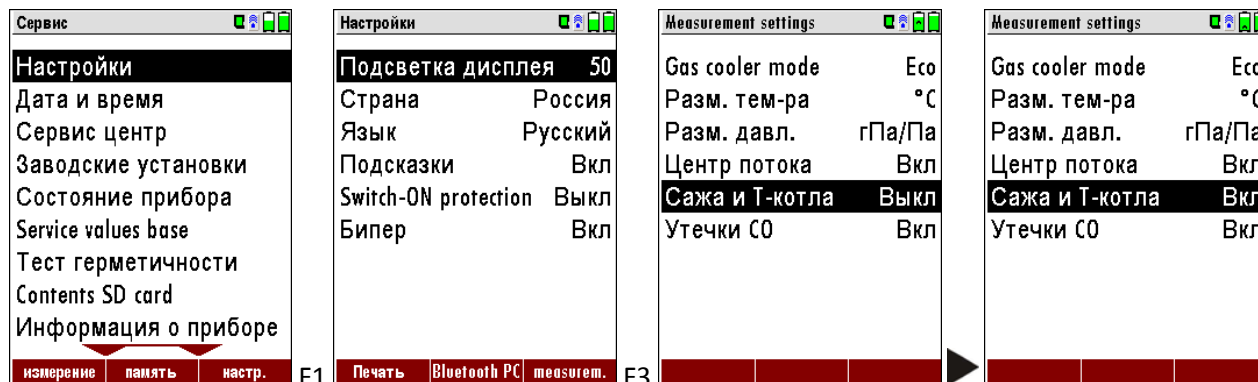 Сервис
Настройки
Дата и время
Сервис центр
Заводские установки
Состояние прибора
Service values base
Тест герметичности
Contents SD card
Информация о приборе
измерение память настр.
F1
Настройки
Подсветка дисплея 50
Страна Россия
Язык Русский
Подсказки Вкл
Switch-ON protection Выкл
Бипер Вкл
Печать Bluetooth PC measurem.
F3
Measurement settings
Gas cooler mode Eco
Разм. тем-ра °C
Разм. давл. гПа/Па
Центр потока Вкл
Сажа и Т-котла Выкл
Утечки СО Вкл
Measurement settings
Gas cooler mode Eco
Разм. тем-ра °C
Разм. давл. гПа/Па
Центр потока Вкл
Сажа и Т-котла Вкл
Утечки СО Вкл